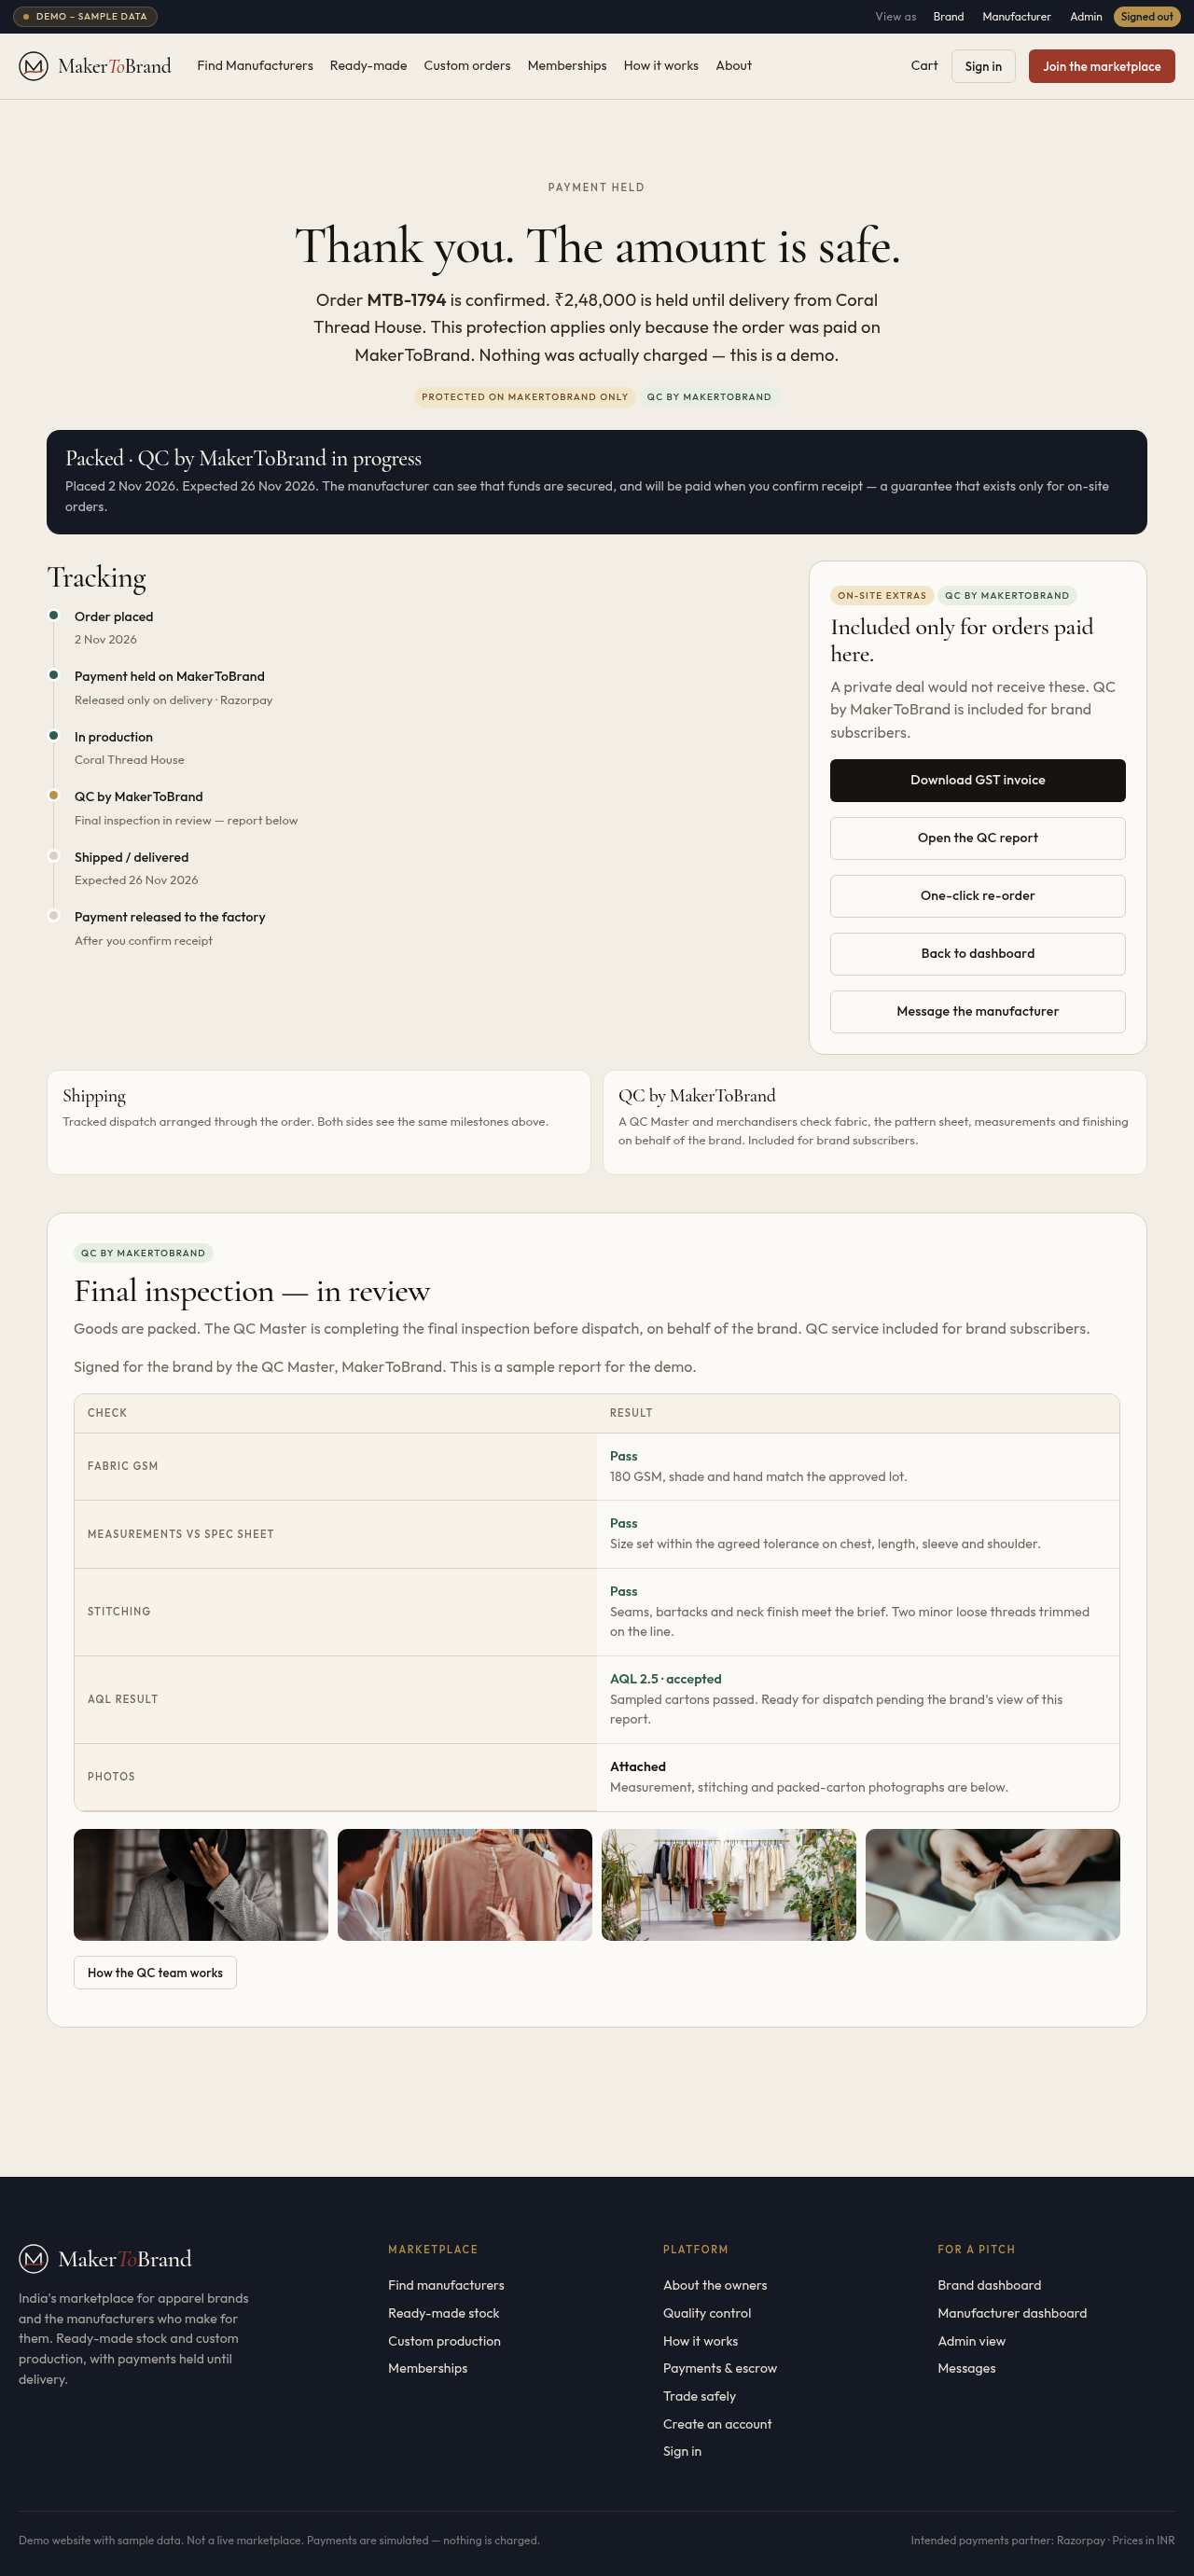 DEMO – SAMPLE DATA
View as Brand Manufacturer Admin Signed out
MakerToBrand Find Manufacturers Ready-made Custom orders Memberships How it works About Cart Sign in Join the marketplace
PAYMENT HELD
Thank you. The amount is safe.
Order MTB-1794 is confirmed. ₹2,48,000 is held until delivery from Coral
Thread House. This protection applies only because the order was paid on
MakerToBrand. Nothing was actually charged — this is a demo.
PROTECTED ON MAKERTOBRAND ONLY QC BY MAKERTOBRAND
Packed · QC by MakerToBrand in progress
Placed 2 Nov 2026. Expected 26 Nov 2026. The manufacturer can see that funds are secured, and will be paid when you confirm receipt — a guarantee that exists only for on-site
orders.
Tracking
Order placed
2 Nov 2026
Payment held on MakerToBrand
Released only on delivery · Razorpay
In production
Coral Thread House
QC by MakerToBrand
Final inspection in review — report below
Shipped / delivered
Expected 26 Nov 2026
Payment released to the factory
After you confirm receipt
ON-SITE EXTRAS QC BY MAKERTOBRAND
Included only for orders paid
here.
A private deal would not receive these. QC
by MakerToBrand is included for brand
subscribers.
Download GST invoice
Open the QC report
One-click re-order
Back to dashboard
Message the manufacturer
Shipping
Tracked dispatch arranged through the order. Both sides see the same milestones above.
QC by MakerToBrand
A QC Master and merchandisers check fabric, the pattern sheet, measurements and finishing
on behalf of the brand. Included for brand subscribers.
QC BY MAKERTOBRAND
Final inspection — in review
Goods are packed. The QC Master is completing the final inspection before dispatch, on behalf of the brand. QC service included for brand subscribers.
Signed for the brand by the QC Master, MakerToBrand. This is a sample report for the demo.
CHECK RESULT
FABRIC GSM
Pass
180 GSM, shade and hand match the approved lot.
MEASUREMENTS VS SPEC SHEET
Pass
Size set within the agreed tolerance on chest, length, sleeve and shoulder.
STITCHING
Pass
Seams, bartacks and neck finish meet the brief. Two minor loose threads trimmed
on the line.
AQL RESULT
AQL 2.5 · accepted
Sampled cartons passed. Ready for dispatch pending the brand's view of this
report.
PHOTOS
Attached
Measurement, stitching and packed-carton photographs are below.
How the QC team works
MakerToBrand
India's marketplace for apparel brands
and the manufacturers who make for
them. Ready-made stock and custom
production, with payments held until
delivery.
MARKETPLACE
Find manufacturers
Ready-made stock
Custom production
Memberships
PLATFORM
About the owners
Quality control
How it works
Payments & escrow
Trade safely
Create an account
Sign in
FOR A PITCH
Brand dashboard
Manufacturer dashboard
Admin view
Messages
Demo website with sample data. Not a live marketplace. Payments are simulated — nothing is charged.
Intended payments partner: Razorpay · Prices in INR